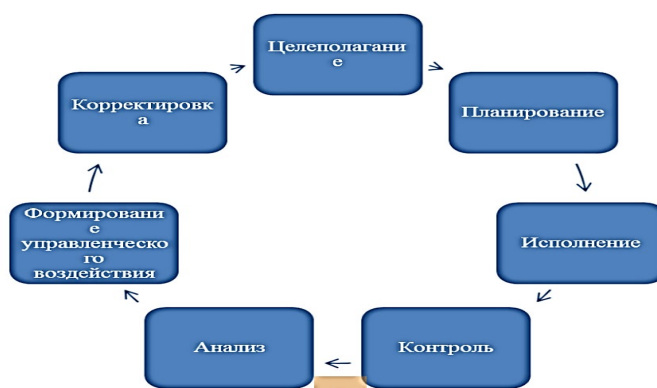 Целеполагани
е
Планирование
Исполнение
Контроль
Анализ
Формировани
е
управленческо
го
воздействия
Корректировк
а